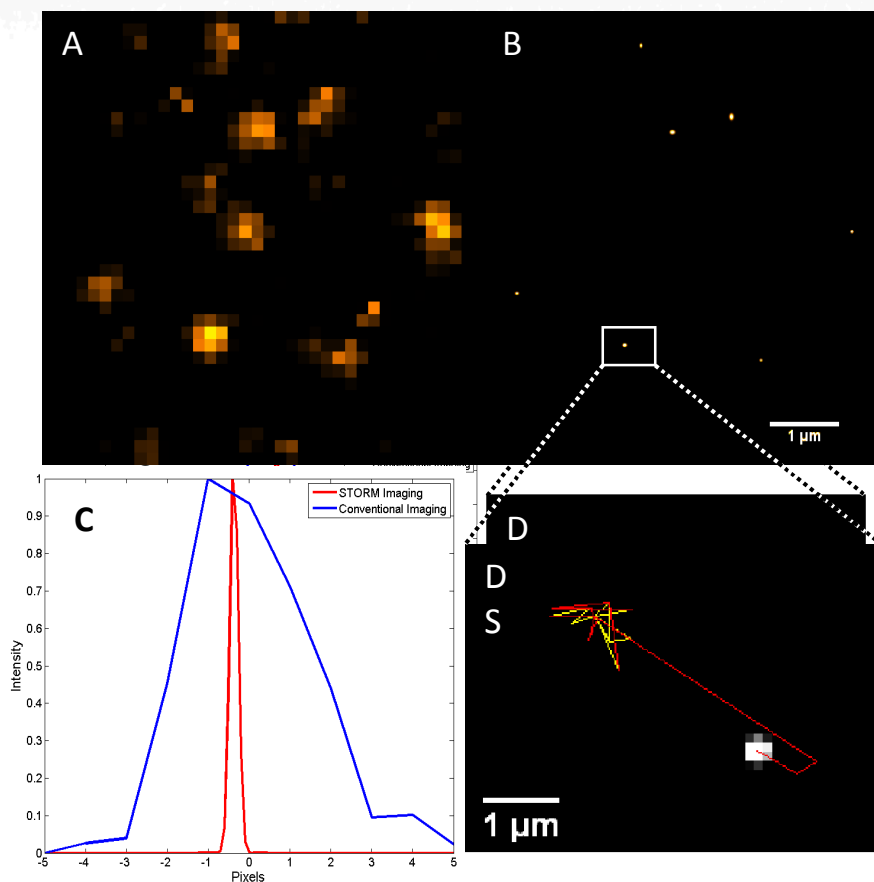 A
B
1 µm
C
STORM Imaging
Conventional Imaging
1
0.9
0.8
0.7
0.6
0.5
0.4
0.3
0.2
0.1
0
Intensity
-5 -4 -3 -2 -1 0 1 2 3 4 5
Pixels
D
D
S
1 µm